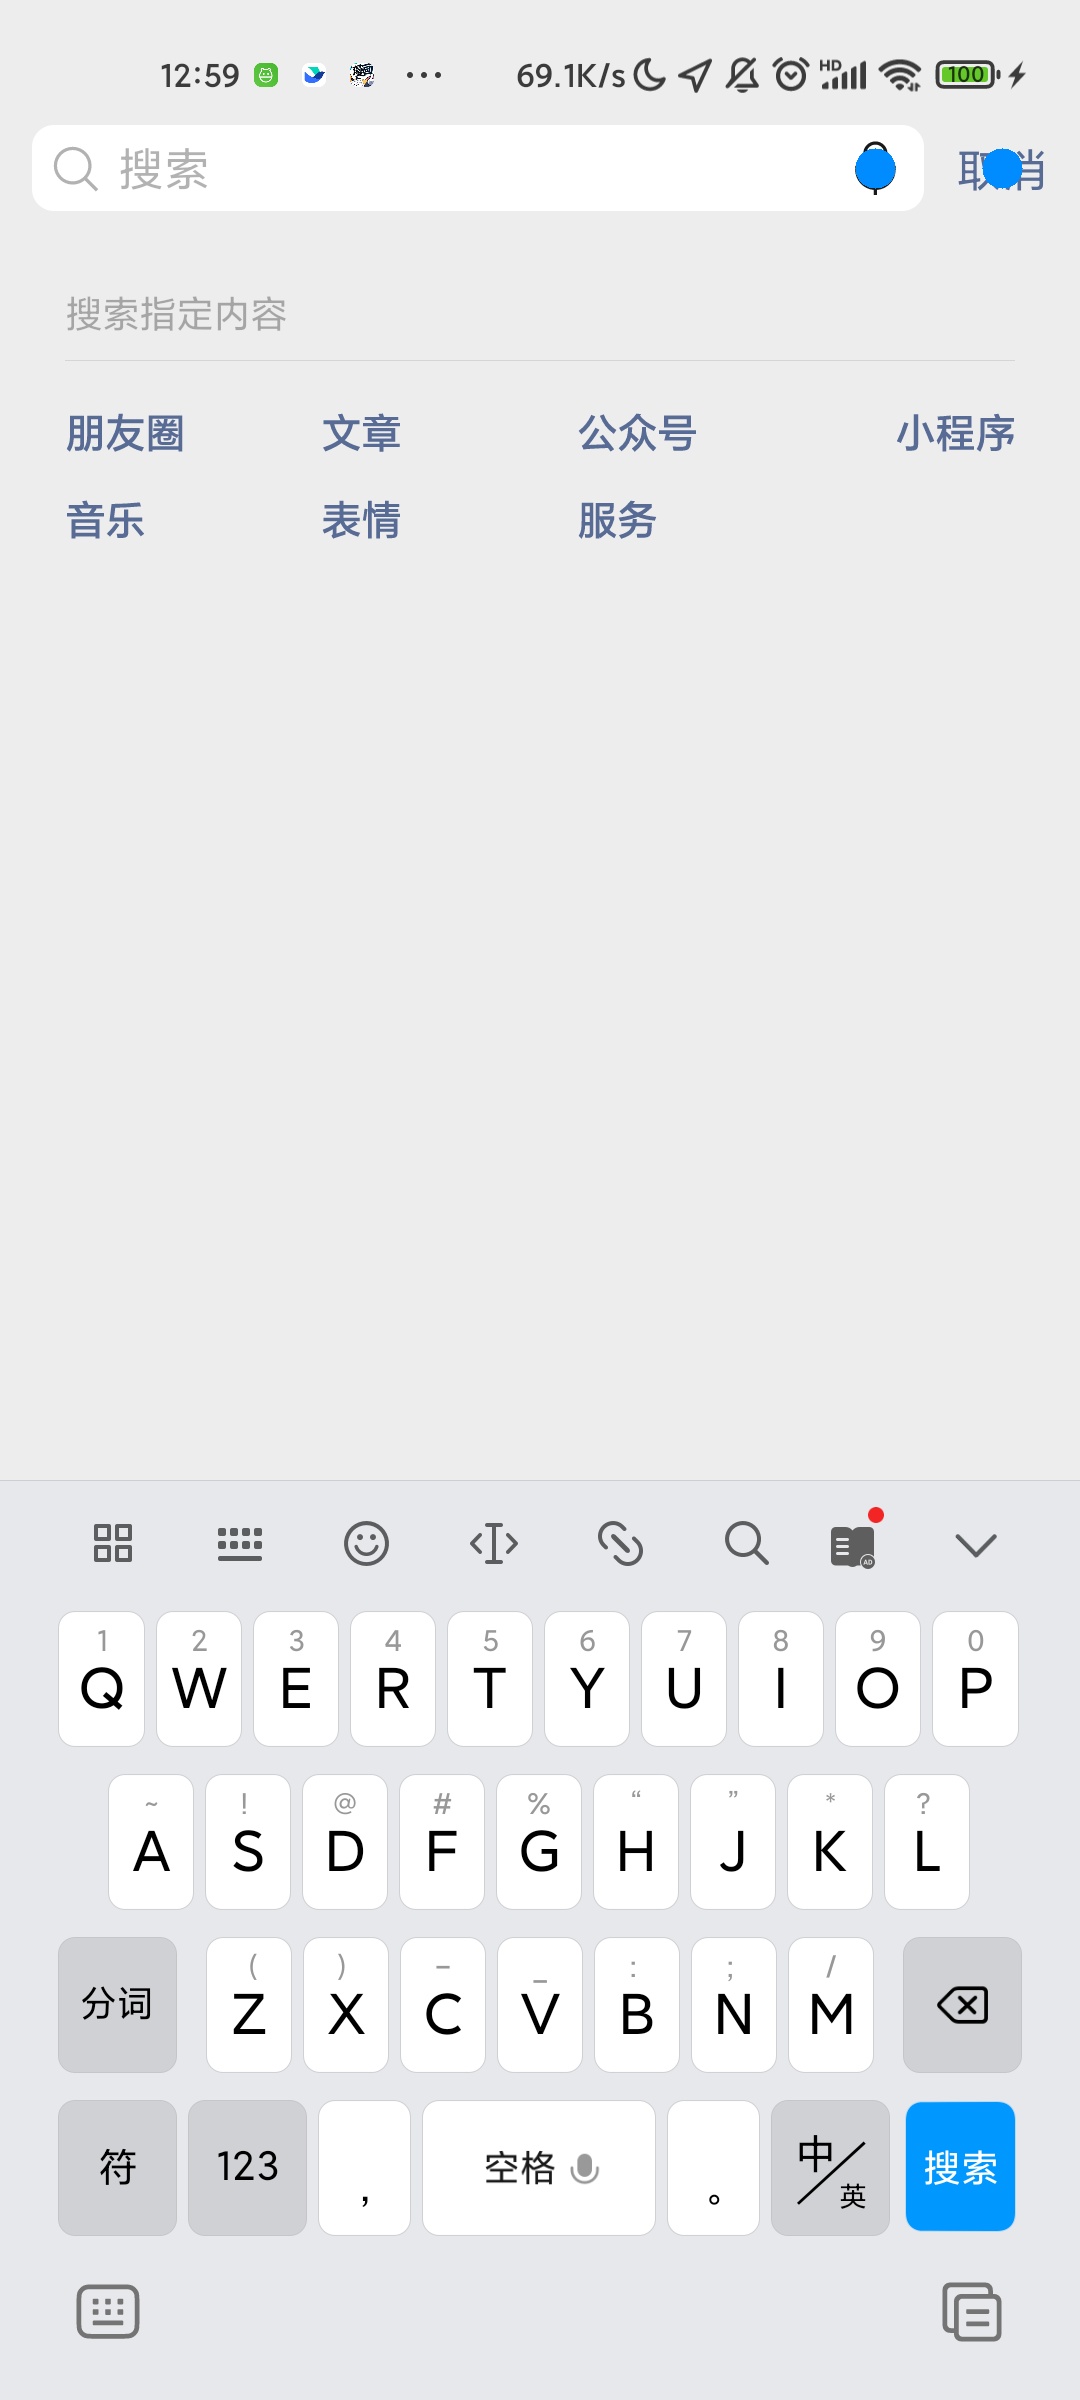 12:59 69.1K/s HD 100
搜索 取消
搜索指定内容
朋友圈 文章 公众号 小程序
音乐 表情 服务
AD
1 2 3 4 5 6 7 8 9 0
Q W E R T Y U I O P
~ ! @ # % “ ” * ?
A S D F G H J K L
( ) - _ : ; /
分词 Z X C V B N M
符 123 , 空格 。 中/英 搜索